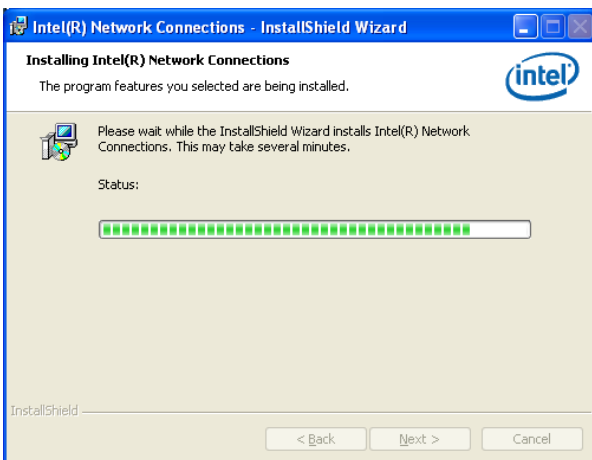 Intel(R) Network Connections - InstallShield Wizard
Installing Intel(R) Network Connections
The program features you selected are being installed.
intel
Please wait while the InstallShield Wizard installs Intel(R) Network
Connections. This may take several minutes.
Status:
InstallShield
< Back Next > Cancel